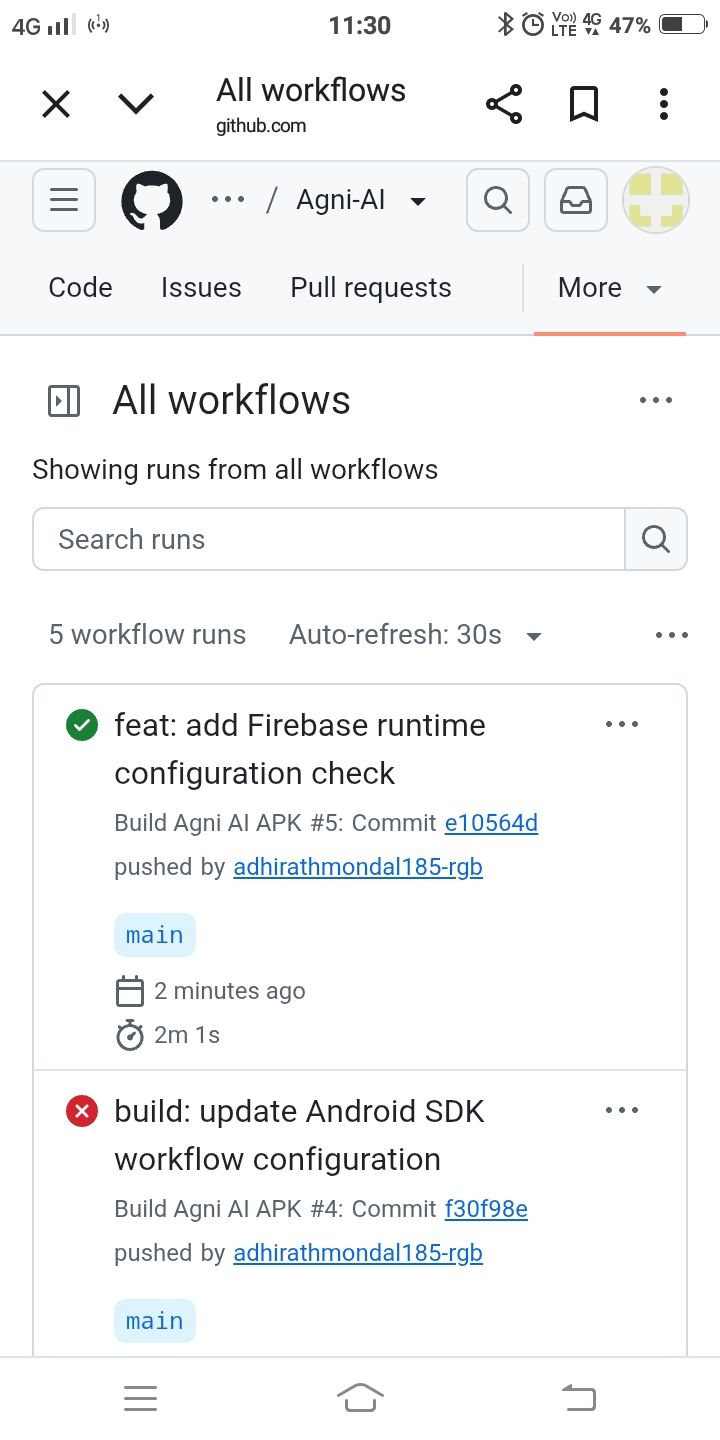 4G 11:30 Vo)) LTE 4G 47%
All workflows
github.com
... / Agni-AI
Code Issues Pull requests More
All workflows
Showing runs from all workflows
Search runs
5 workflow runs Auto-refresh: 30s
feat: add Firebase runtime
configuration check
Build Agni AI APK #5: Commit e10564d
pushed by adhirathmondal185-rgb
main
2 minutes ago
2m 1s
build: update Android SDK
workflow configuration
Build Agni AI APK #4: Commit f30f98e
pushed by adhirathmondal185-rgb
main